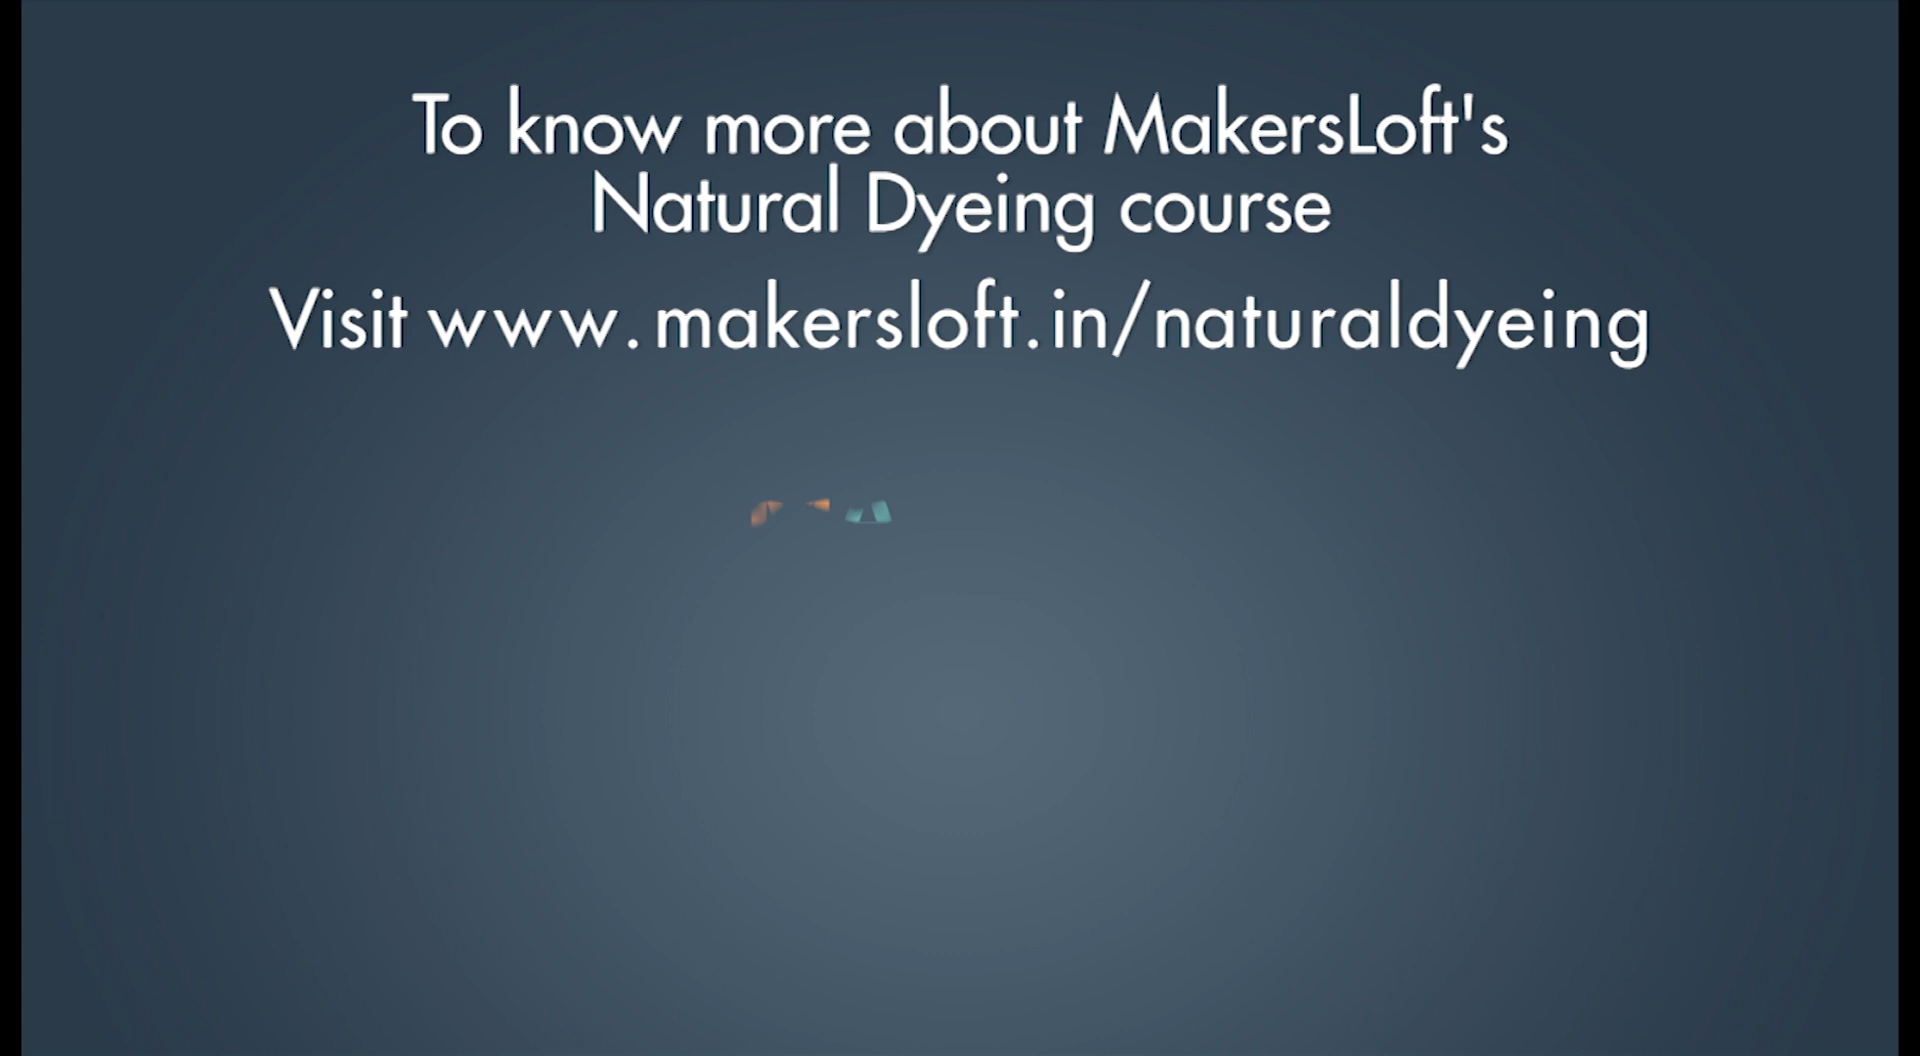 To know more about MakersLoft's
Natural Dyeing course
Visit www.makersloft.in/naturaldyeing